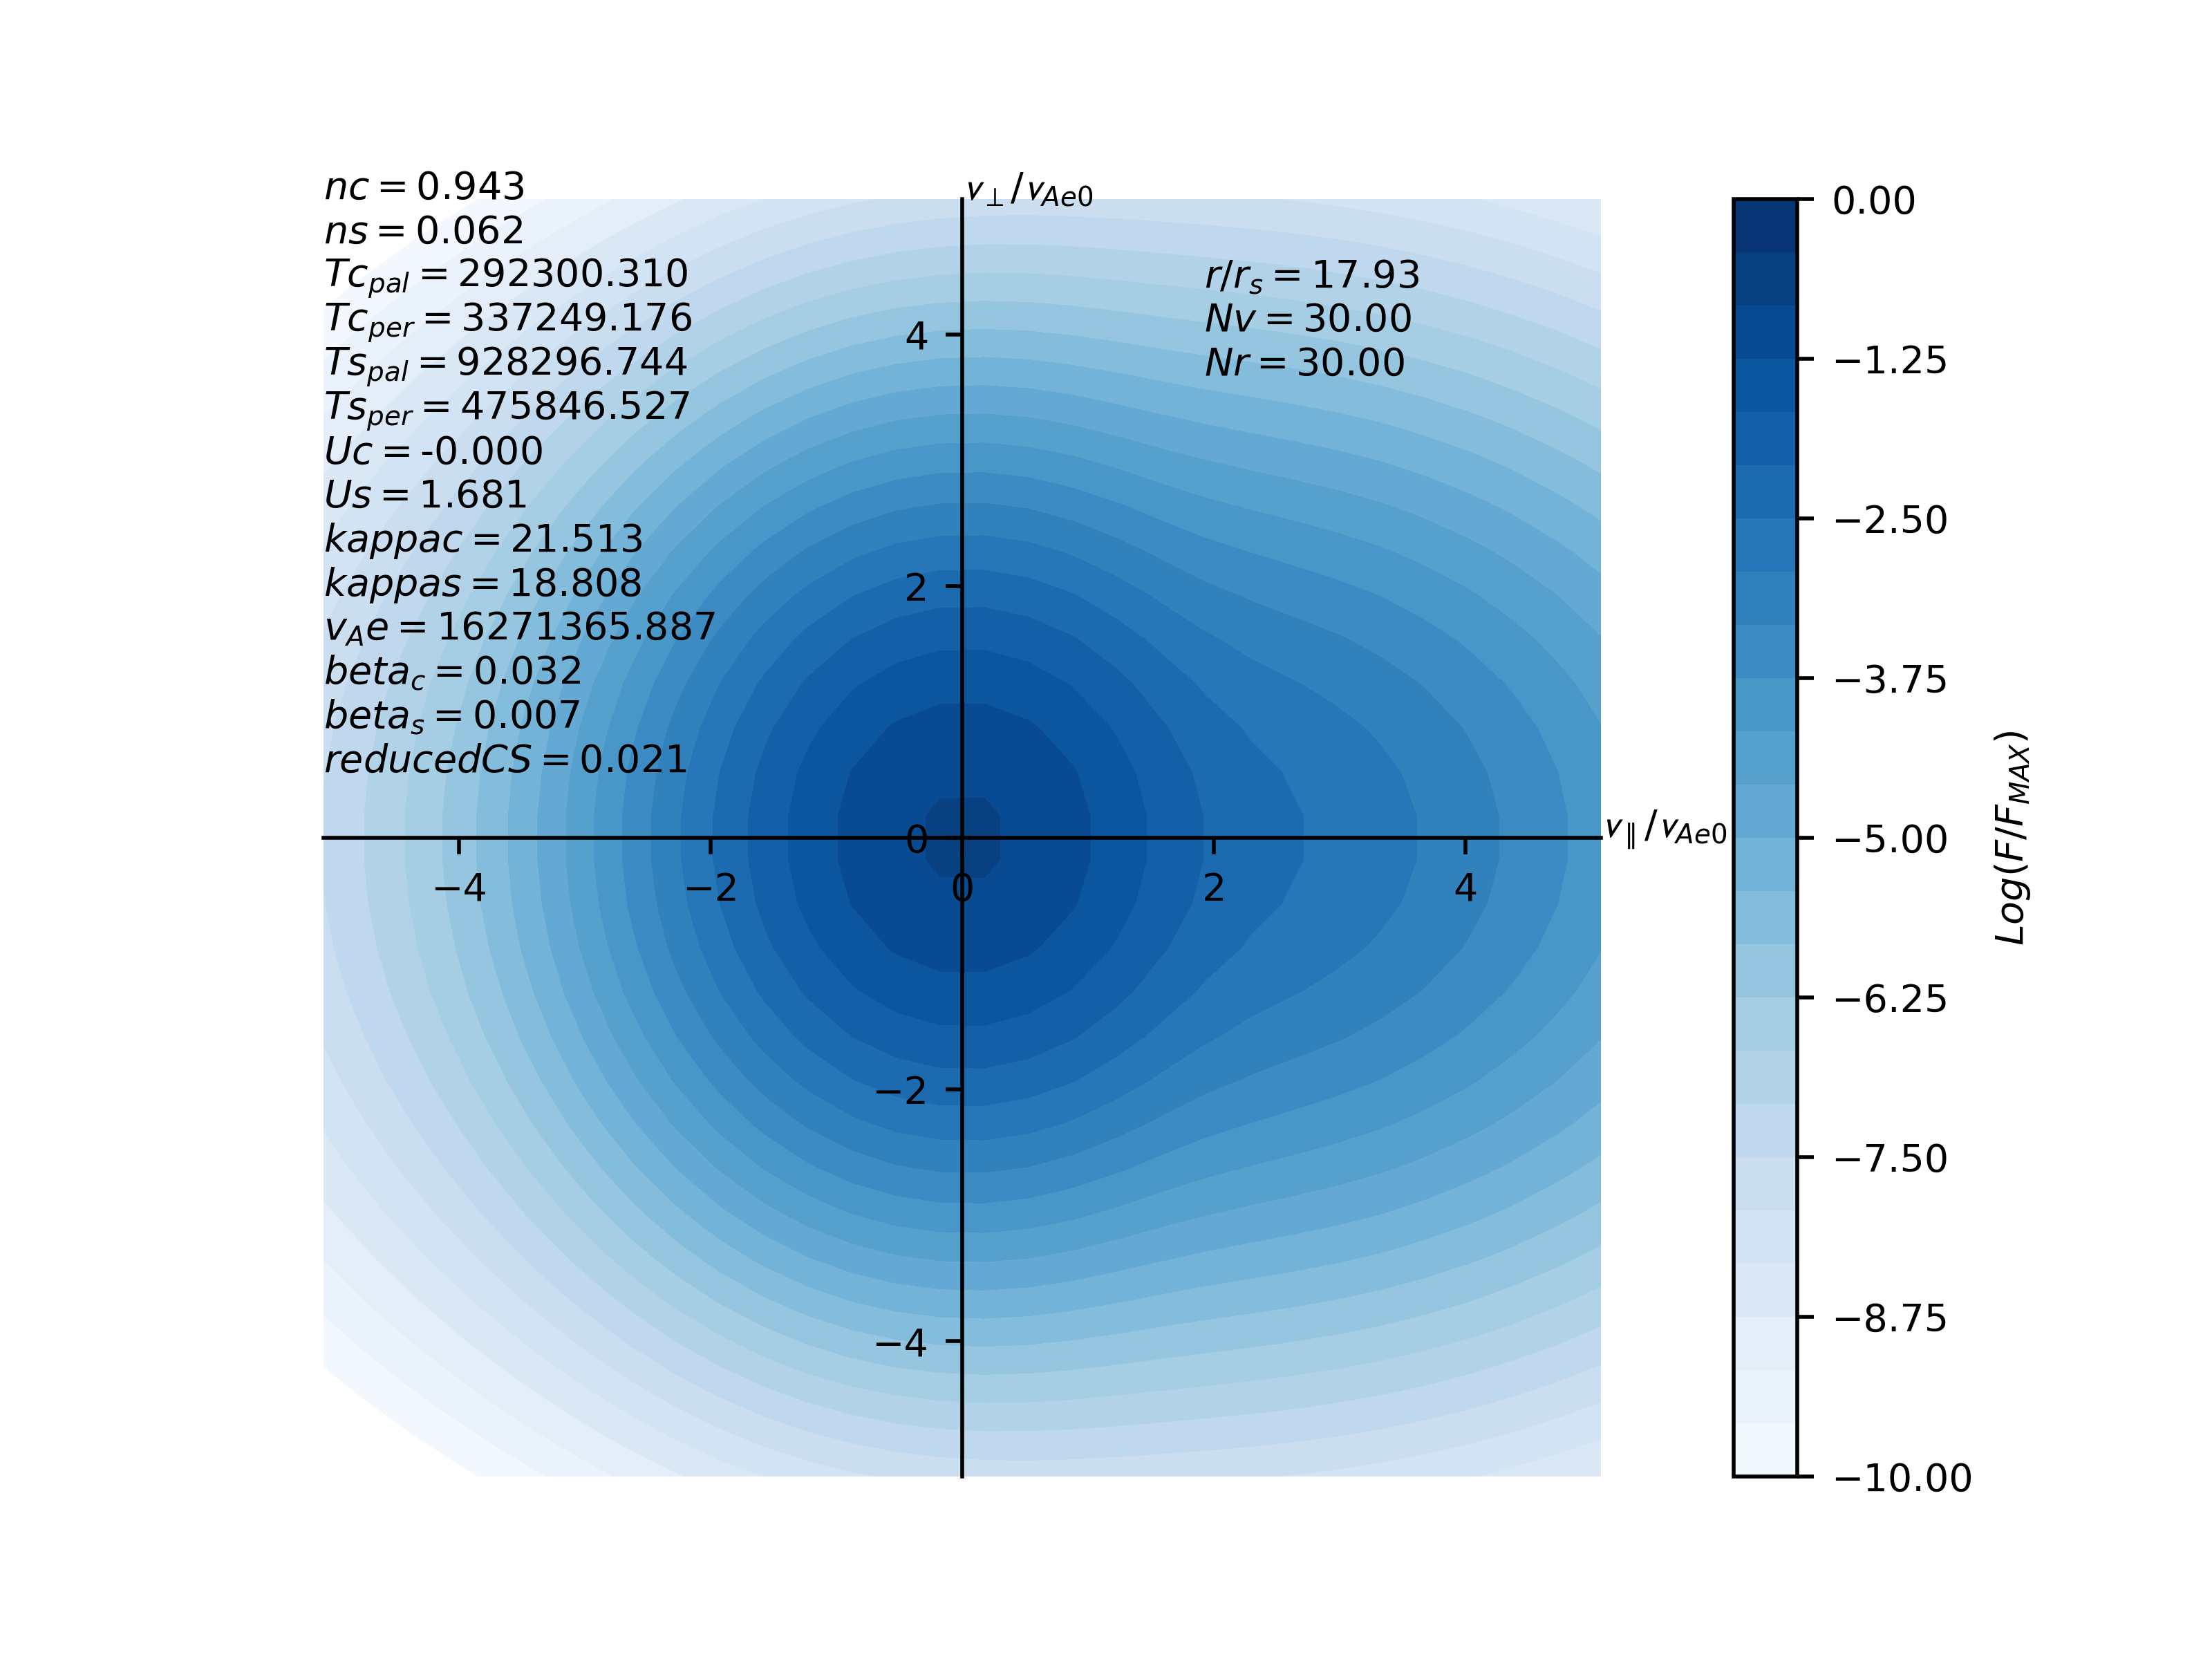 nc = 0.943
ns = 0.062
Tc_pal = 292300.310
Tc_per = 337249.176
Ts_pal = 928296.744
Ts_per = 475846.527
Uc = -0.000
Us = 1.681
kappac = 21.513
kappas = 18.808
v_Ae = 16271365.887
beta_c = 0.032
beta_s = 0.007
reducedCS = 0.021
v_⊥/v_Ae0
r/r_s = 17.93
Nv = 30.00
Nr = 30.00
4
2
0
−2
−4
−4
−2
0
2
4
v_∥/v_Ae0
0.00
−1.25
−2.50
−3.75
−5.00
−6.25
−7.50
−8.75
−10.00
Log(F/F_MAX)